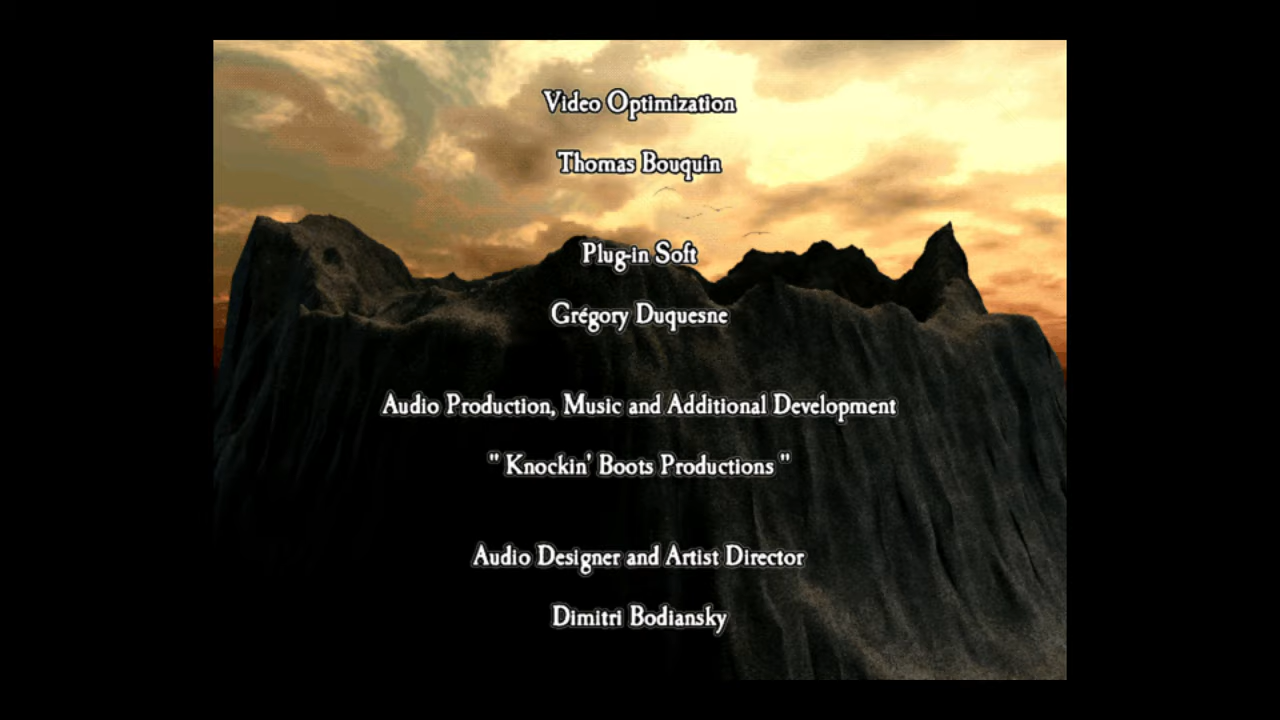 Video Optimization
Thomas Bouquin
Plug-in Soft
Grégory Duquesne
Audio Production, Music and Additional Development
" Knockin' Boots Productions "
Audio Designer and Artist Director
Dimitri Bodiansky